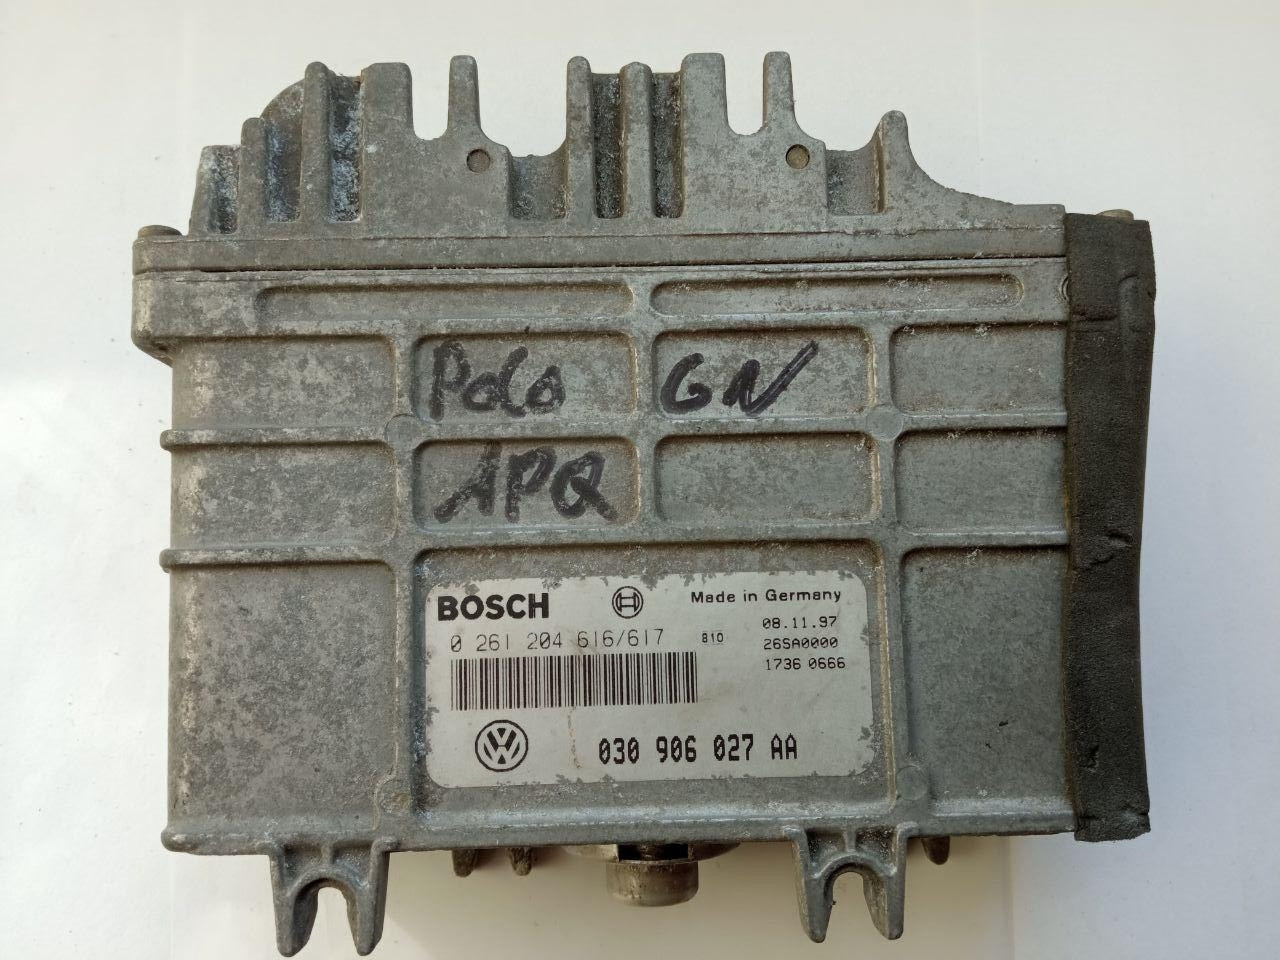 Polo GN
APQ
BOSCH Made in Germany
0 261 204 616/617 810 08.11.97
26SA0000
1736 0666
VW 030 906 027 AA